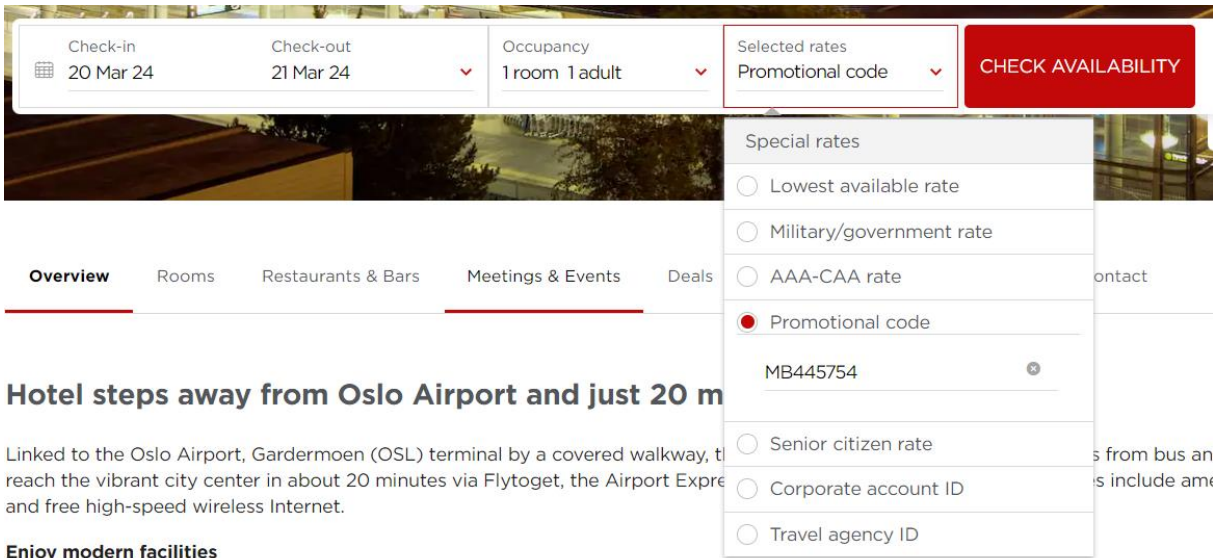 Check-in
20 Mar 24
Check-out
21 Mar 24
Occupancy
1 room 1 adult
Selected rates
Promotional code
CHECK AVAILABILITY
Special rates
Lowest available rate
Military/government rate
AAA-CAA rate
Promotional code
MB445754
Senior citizen rate
Corporate account ID
Travel agency ID
Overview Rooms Restaurants & Bars Meetings & Events Deals ontact
Hotel steps away from Oslo Airport and just 20 m
Linked to the Oslo Airport, Gardermoen (OSL) terminal by a covered walkway, s from bus an
reach the vibrant city center in about 20 minutes via Flytoget, the Airport Expre s include ame
and free high-speed wireless Internet.
Enjoy modern facilities